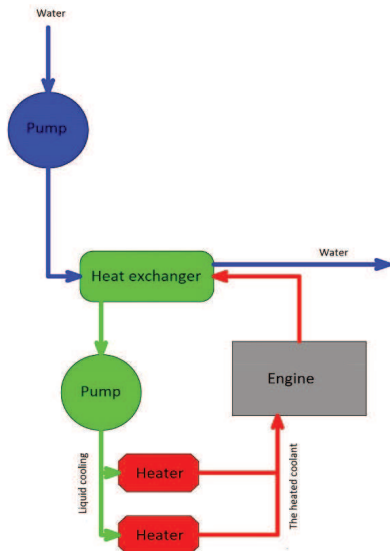 Water
Pump
Water
Heat exchanger
Pump
Engine
Liquid cooling
Heater
The heated coolant
Heater